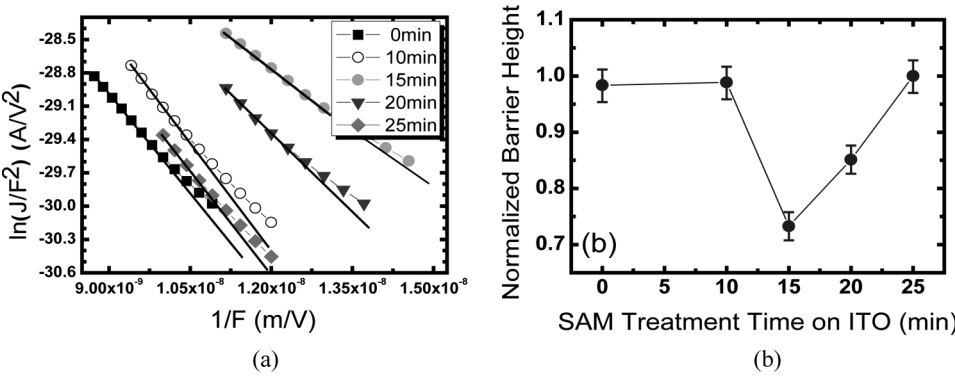 -28.5
-28.8
-29.1
-29.4
-29.7
-30.0
-30.3
-30.6
ln(J/F²) (A/V²)
0min
10min
15min
20min
25min
9.00x10⁻⁹ 1.05x10⁻⁸ 1.20x10⁻⁸ 1.35x10⁻⁸ 1.50x10⁻⁸
1/F (m/V)
(a)
1.1
1.0
0.9
0.8
0.7
Normalized Barrier Height
(b)
0 5 10 15 20 25
SAM Treatment Time on ITO (min)
(b)